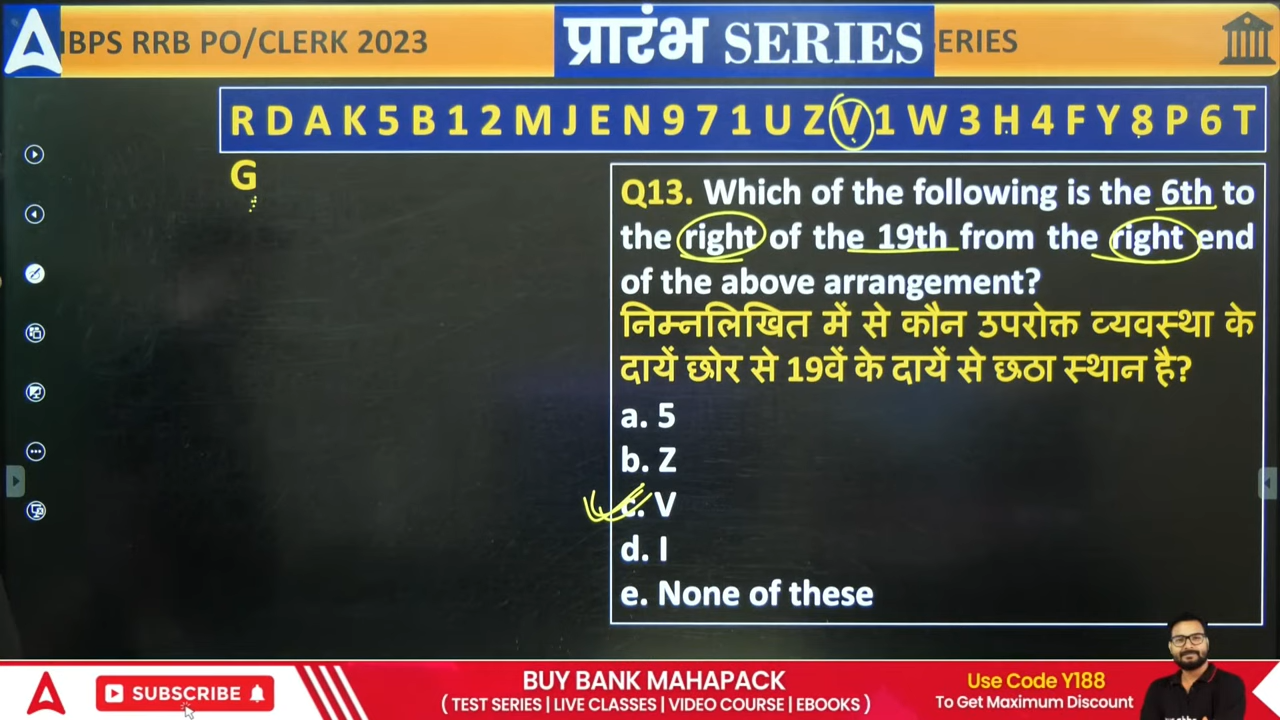 IBPS RRB PO/CLERK 2023
प्रारंभ SERIES
ERIES
R D A K 5 B 1 2 M J E N 9 7 1 U Z V 1 W 3 H 4 F Y 8 P 6 T
G
Q13. Which of the following is the 6th to
the right of the 19th from the right end
of the above arrangement?
निम्नलिखित में से कौन उपरोक्त व्यवस्था के
दायें छोर से 19वें के दायें से छठा स्थान है?
a. 5
b. Z
c. V
d. I
e. None of these
SUBSCRIBE
BUY BANK MAHAPACK
( TEST SERIES | LIVE CLASSES | VIDEO COURSE | EBOOKS )
Use Code Y188
To Get Maximum Discount